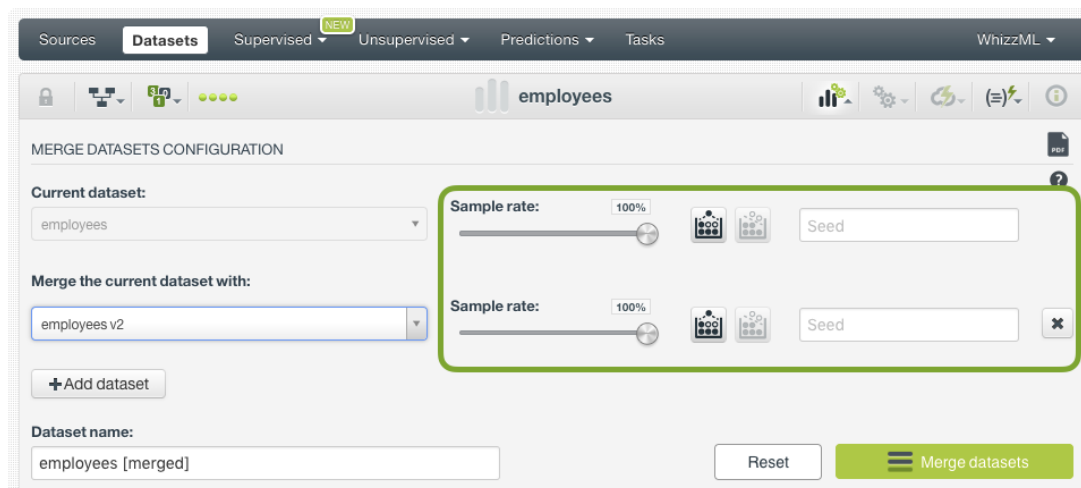 NEW
Sources Datasets Supervised Unsupervised Predictions Tasks WhizzML
employees
MERGE DATASETS CONFIGURATION
PDF
?
Current dataset:
employees
Sample rate: 100%
Seed
Merge the current dataset with:
employees v2
Sample rate: 100%
Seed
+Add dataset
Dataset name:
employees [merged]
Reset
Merge datasets